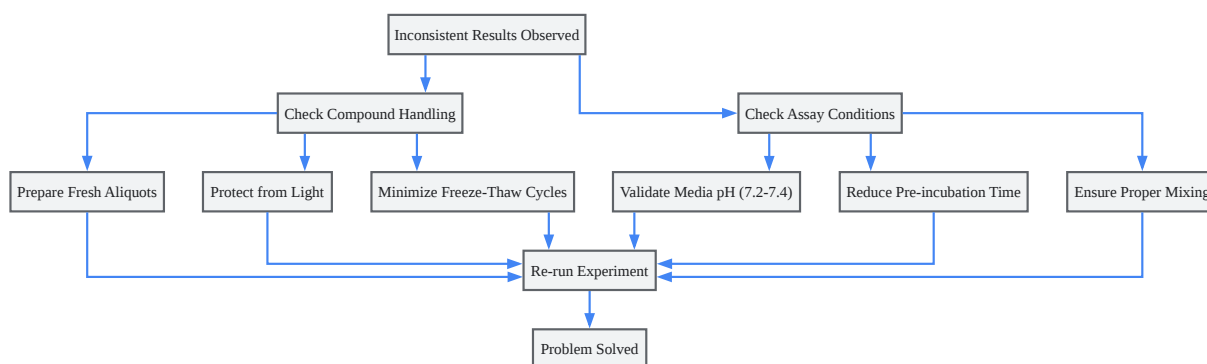 Inconsistent Results Observed
Check Compound Handling
Check Assay Conditions
Prepare Fresh Aliquots
Protect from Light
Minimize Freeze-Thaw Cycles
Validate Media pH (7.2-7.4)
Reduce Pre-incubation Time
Ensure Proper Mixing
Re-run Experiment
Problem Solved